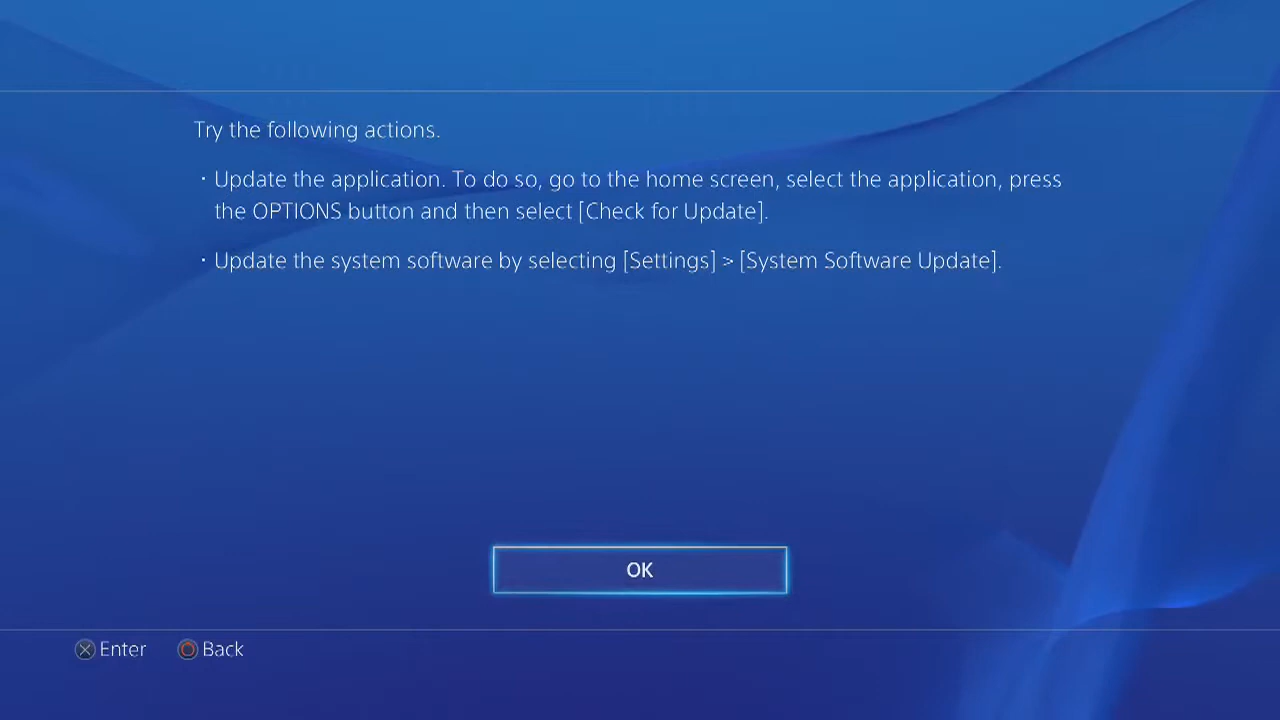 Try the following actions.
· Update the application. To do so, go to the home screen, select the application, press
the OPTIONS button and then select [Check for Update].
· Update the system software by selecting [Settings] > [System Software Update].
OK
Enter Back